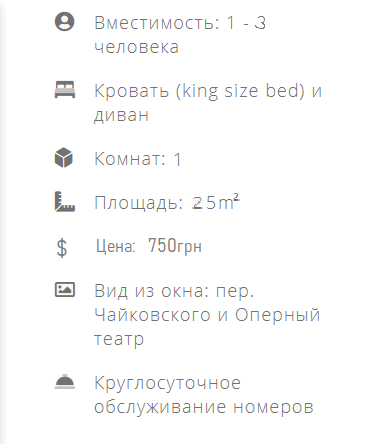 Вместимость: 1 - 3
человека
Кровать (king size bed) и
диван
Комнат: 1
Площадь: 25m²
$ Цена: 750грн
Вид из окна: пер.
Чайковского и Оперный
театр
Круглосуточное
обслуживание номеров